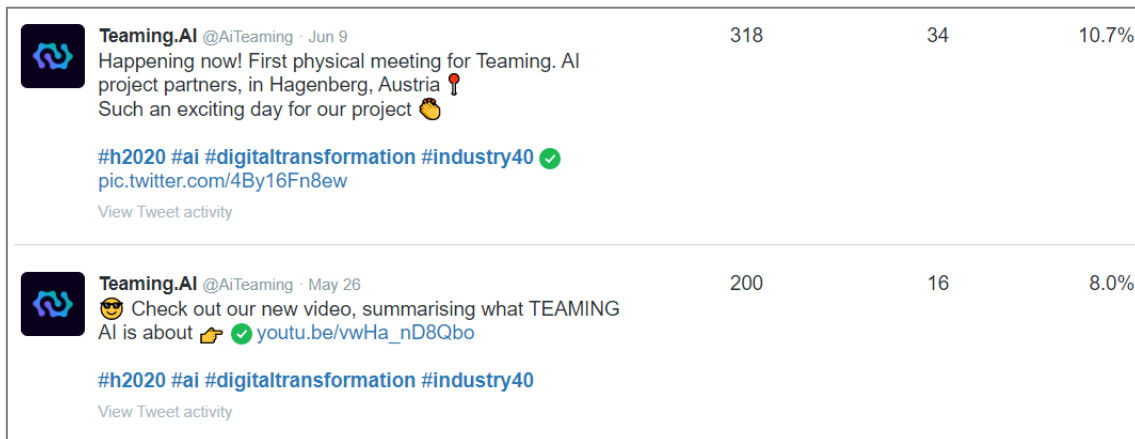 Teaming.AI @AiTeaming · Jun 9 318 34 10.7%
Happening now! First physical meeting for Teaming. AI
project partners, in Hagenberg, Austria 📍
Such an exciting day for our project 👏
#h2020 #ai #digitaltransformation #industry40 ✅
pic.twitter.com/4By16Fn8ew
View Tweet activity
Teaming.AI @AiTeaming · May 26 200 16 8.0%
😎 Check out our new video, summarising what TEAMING
AI is about 👉 ✅ youtu.be/vwHa_nD8Qbo
#h2020 #ai #digitaltransformation #industry40
View Tweet activity